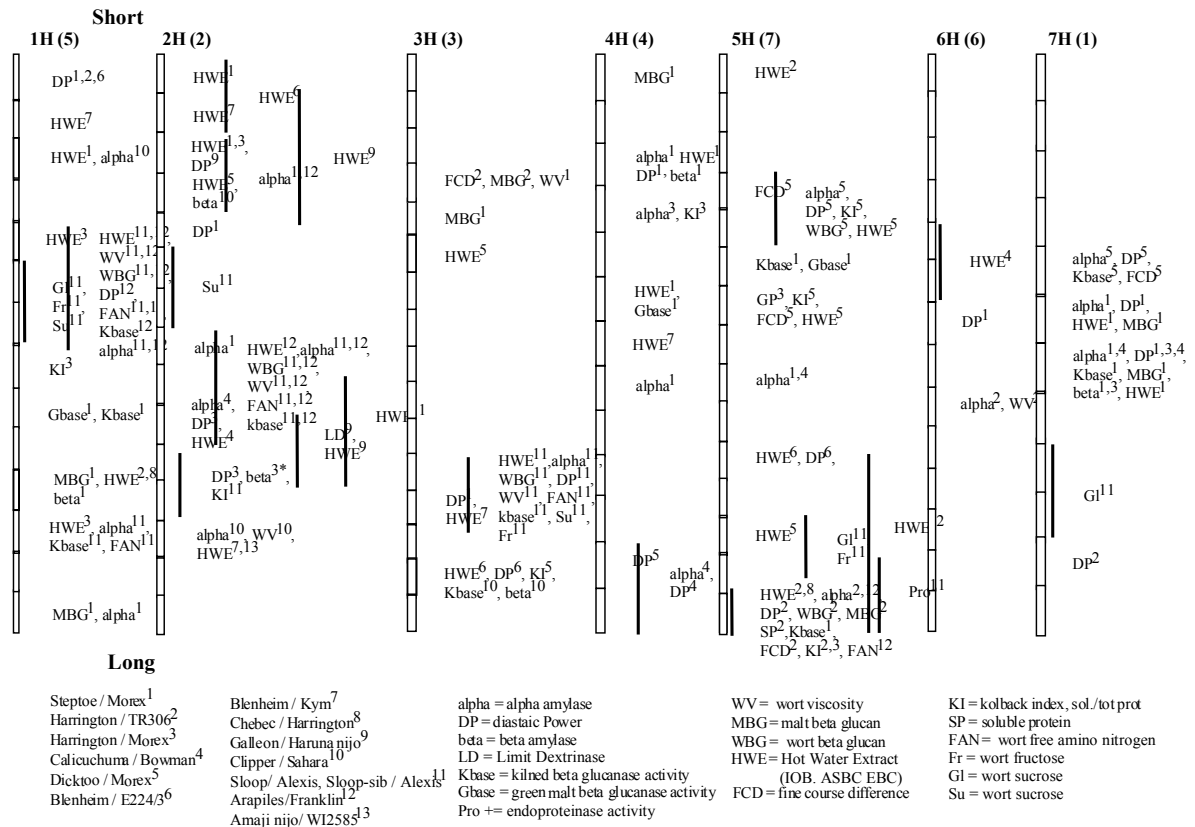 Short
1H (5)
2H (2)
3H (3)
4H (4)
5H (7)
6H (6)
7H (1)
DP1,2,6
HWE7
HWE1, alpha10
HWE3
HWE11,12,
WV11,12,
WBG11,12,
DP12,
FAN11,1
Kbase12,
alpha11,12
Gl11,
Fr11,
Su11
KI3
Gbase1, Kbase1
MBG1, HWE2,8
beta1
HWE3, alpha11,
Kbase11, FAN11
MBG1, alpha1
HWE1
HWE6
HWE7
HWE1,3,
DP9
HWE5
beta10,
alpha1,12
HWE9
DP1
Su11
alpha1
HWE12,alpha11,12,
WBG11,12,
WV11,12,
FAN11,12,
kbase11,12
alpha4,
DP3,
HWE4
LD9,
HWE9
DP3, beta3*,
KI11
alpha10, WV10,
HWE7,13
FCD2, MBG2, WV1
MBG1
HWE5
HWE1
HWE11,alpha11,
WBG11, DP11,
WV11, FAN11,
kbase11, Su11,
Fr11
DP
HWE7
HWE6, DP6, KI5,
Kbase10, beta10
MBG1
alpha1 HWE1
DP1, beta1
alpha3, KI3
HWE1,
Gbase1
HWE7
alpha1
DP5
alpha4,
DP4
HWE2
FCD5
alpha5,
DP5, KI5,
WBG5, HWE5
Kbase1, Gbase1
GP3, KI5,
FCD5, HWE5
alpha1,4
HWE6, DP6,
HWE5
Gl11
Fr11
HWE12
Pro11
HWE2,8, alpha2,12
DP2, WBG2, MBG2
SP2,Kbase1,
FCD2, KI2,3, FAN12
HWE4
DP1
alpha2, WV
alpha5, DP5,
Kbase5, FCD5
alpha1, DP1,
HWE1, MBG1
alpha1,4, DP1,3,4,
Kbase1, MBG1,
beta1,3, HWE1
Gl11
DP2
Long
Steptoe / Morex1
Harrington / TR3062
Harrington / Morex3
Calicuchuma / Bowman4
Dicktoo / Morex5
Blenheim / E224/36
Blenheim / Kym7
Chebec / Harrington8
Galleon / Haruna nijo9
Clipper / Sahara10
Sloop/ Alexis, Sloop-sib / Alexis11
Arapiles/Franklin12
Amaji nijo/ WI258513
alpha = alpha amylase
DP = diastaic Power
beta = beta amylase
LD = Limit Dextrinase
Kbase = kilned beta glucanase activity
Gbase = green malt beta glucanase activity
Pro += endoproteinase activity
WV = wort viscosity
MBG = malt beta glucan
WBG = wort beta glucan
HWE = Hot Water Extract
(IOB. ASBC EBC)
FCD = fine course difference
KI = kolback index, sol./tot prot
SP = soluble protein
FAN = wort free amino nitrogen
Fr = wort fructose
Gl = wort sucrose
Su = wort sucrose